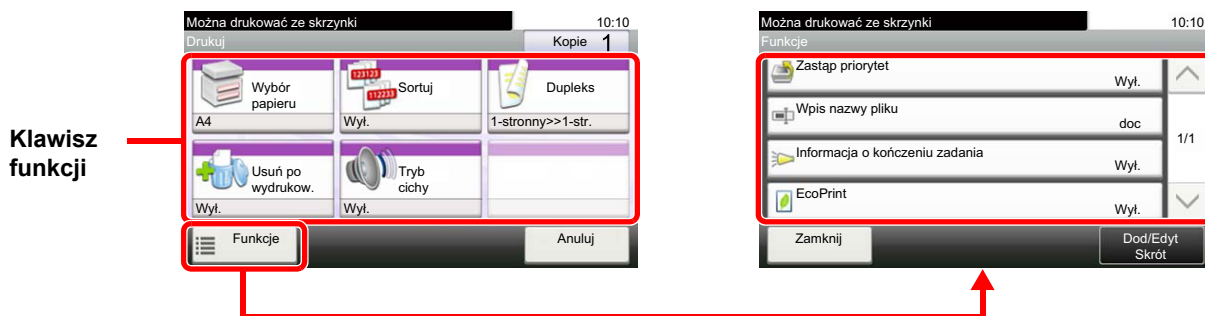 Klawisz
funkcji
Można drukować ze skrzynki 10:10
Drukuj Kopie 1
123123
112233
Wybór
papieru
A4
Sortuj
Wył.
Dupleks
1-stronny>>1-str.
Usuń po
wydrukow.
Wył.
Tryb
cichy
Wył.
Funkcje Anuluj
Można drukować ze skrzynki 10:10
Funkcje
Zastąp priorytet
Wył.
Wpis nazwy pliku
doc
Informacja o kończeniu zadania
Wył.
EcoPrint
Wył.
1/1
Zamknij
Dod/Edyt
Skrót